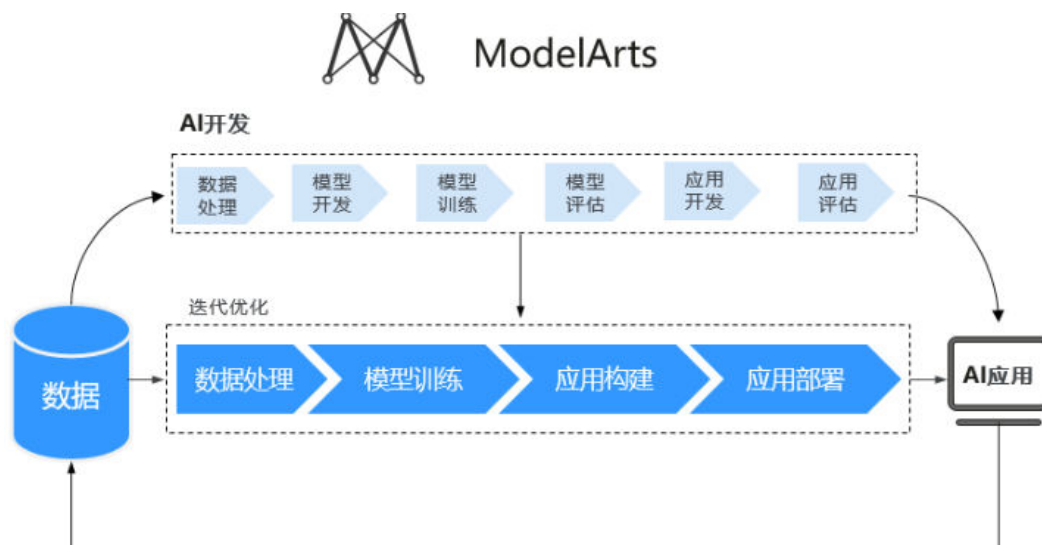 ModelArts
AI开发
数据
处理
模型
开发
模型
训练
模型
评估
应用
开发
应用
评估
迭代优化
数据
数据处理
模型训练
应用构建
应用部署
AI应用